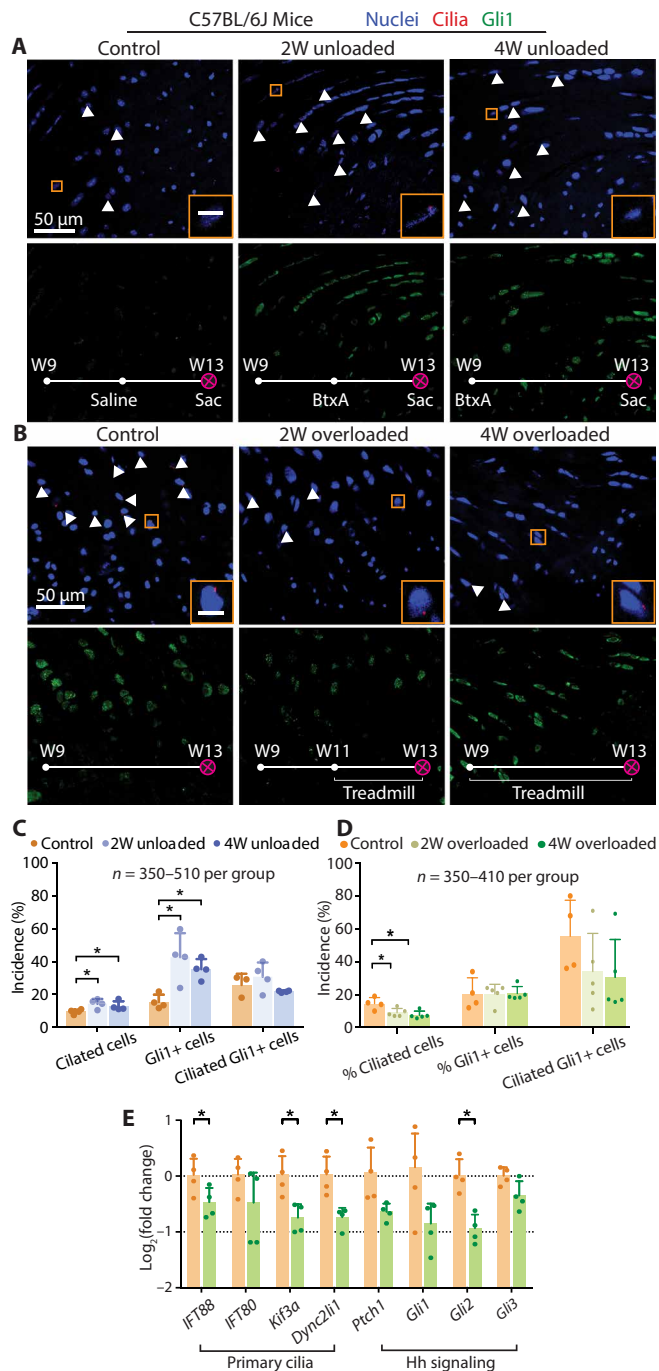 C57BL/6J Mice Nuclei Cilia Gli1
A Control 2W unloaded 4W unloaded
50 µm
W9 W13 W9 W13 W9 W13
Saline Sac BtxA Sac BtxA Sac
B Control 2W overloaded 4W overloaded
50 µm
W9 W13 W9 W11 W13 W9 W13
Treadmill Treadmill
C Control 2W unloaded 4W unloaded
n = 350–510 per group
Incidence (%)
100
80
60
40
20
0
* * * *
Cilated cells Gli1+ cells Ciliated Gli1+ cells
D Control 2W overloaded 4W overloaded
n = 350–410 per group
Incidence (%)
100
80
60
40
20
0
* *
% Ciliated cells % Gli1+ cells Ciliated Gli1+ cells
E
* * * *
Log2(fold change)
1
0
−1
−2
IFT88 IFT80 Kif3a Dync2li1 Ptch1 Gli1 Gli2 Gli3
Primary cilia Hh signaling